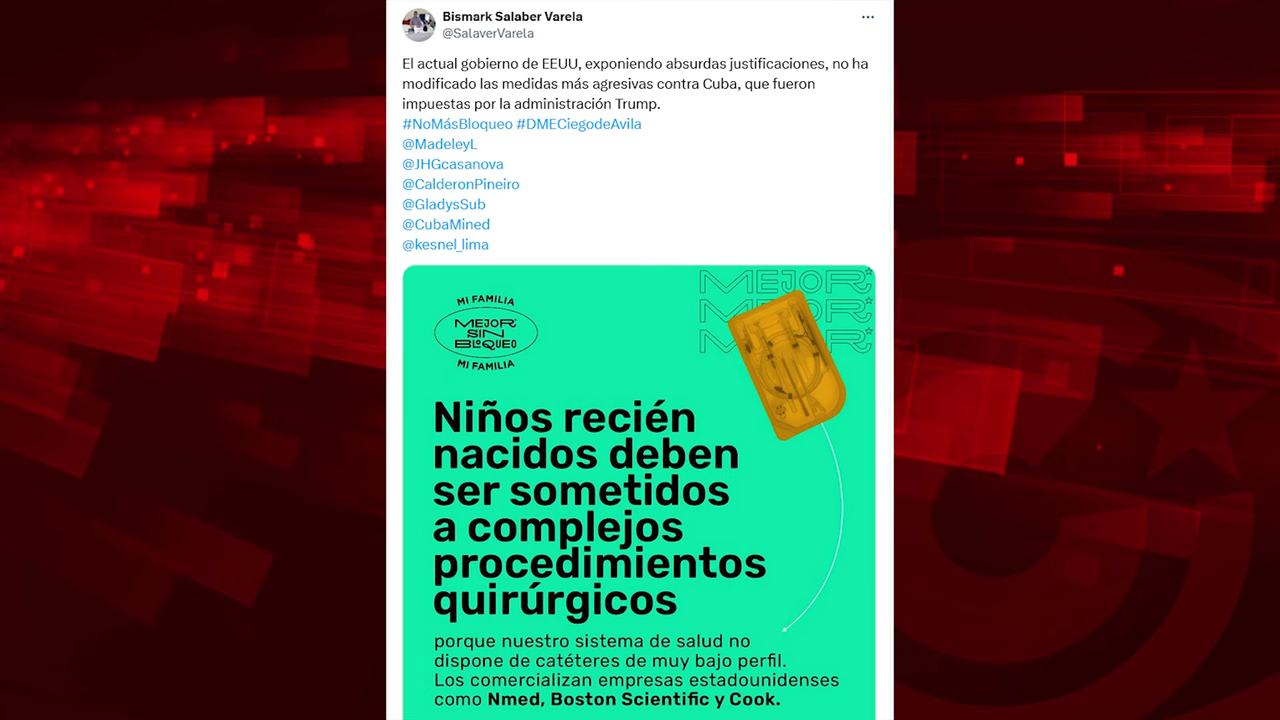 Bismark Salaber Varela
@SalaverVarela
El actual gobierno de EEUU, exponiendo absurdas justificaciones, no ha
modificado las medidas más agresivas contra Cuba, que fueron
impuestas por la administración Trump.
#NoMásBloqueo #DMECiegodeAvila
@MadeleyL
@JHGcasanova
@CalderonPineiro
@GladysSub
@CubaMined
@kesnel_lima
MEJOR
MEJOR
MEJOR
MI FAMILIA
MEJOR
SIN
BLOQUEO
MI FAMILIA
Niños recién
nacidos deben
ser sometidos
a complejos
procedimientos
quirúrgicos
porque nuestro sistema de salud no
dispone de catéteres de muy bajo perfil.
Los comercializan empresas estadounidenses
como Nmed, Boston Scientific y Cook.